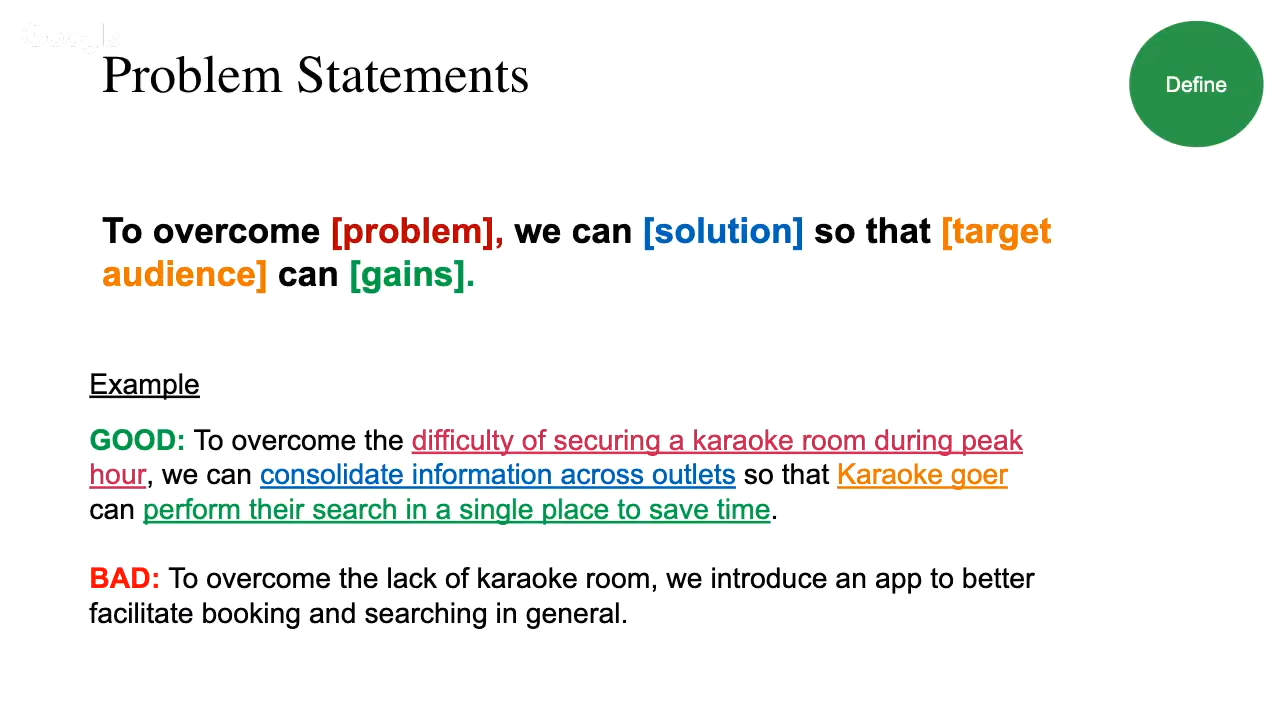 Google
Problem Statements
Define
To overcome [problem], we can [solution] so that [target
audience] can [gains].
Example
GOOD: To overcome the difficulty of securing a karaoke room during peak
hour, we can consolidate information across outlets so that Karaoke goer
can perform their search in a single place to save time.
BAD: To overcome the lack of karaoke room, we introduce an app to better
facilitate booking and searching in general.